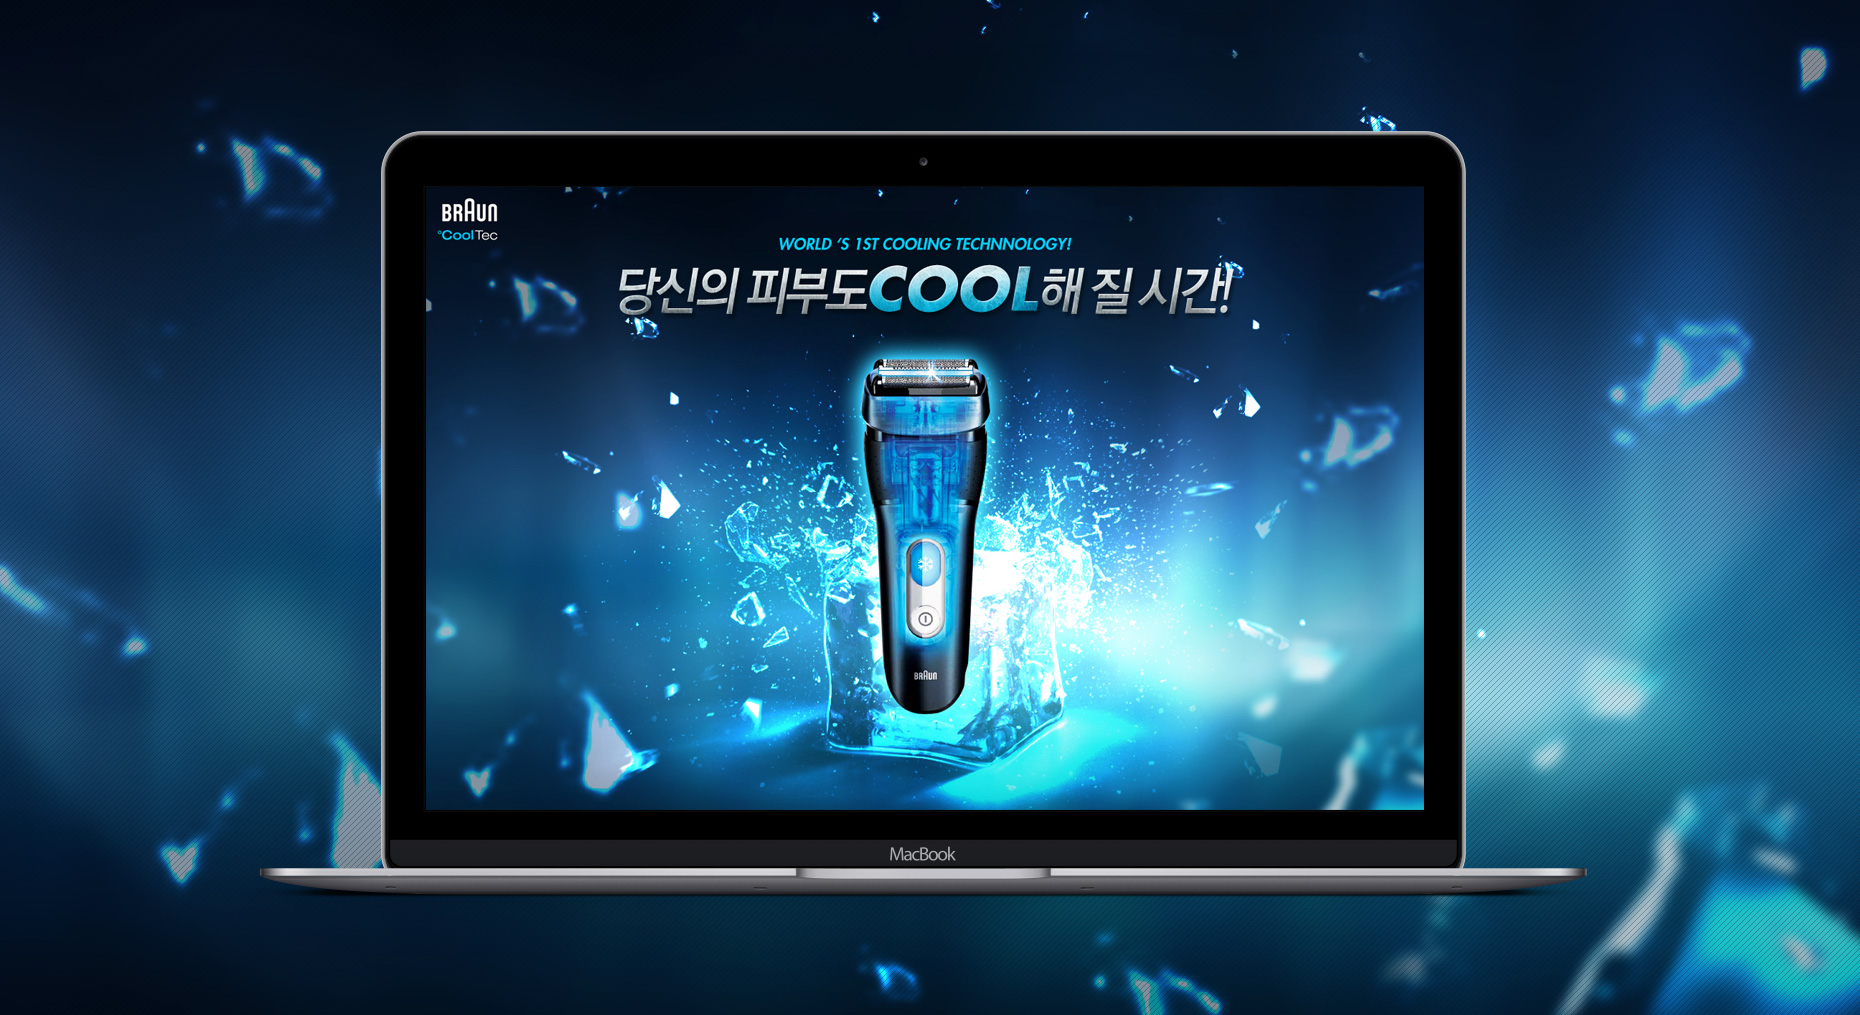 BRAUN
°CoolTec
WORLD 'S 1ST COOLING TECHNNOLOGY!
당신의 피부도COOL해 질 시간!
BRAUN
MacBook